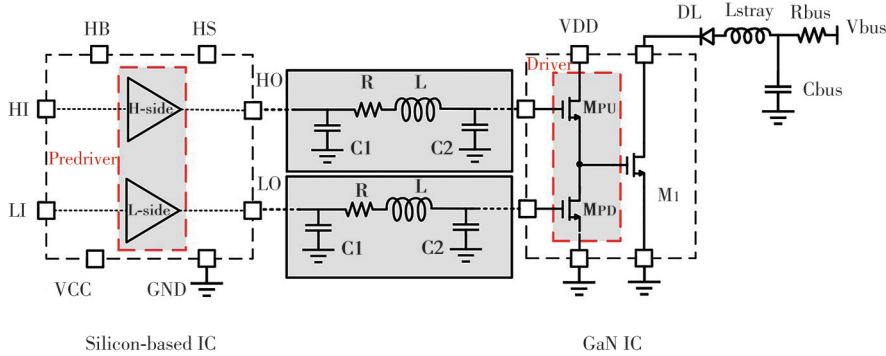 HB
HS
HI
H-side
Predriver
LI
L-side
VCC
GND
Silicon-based IC
HO
R
L
C1
C2
LO
R
L
C1
C2
VDD
Driver
MPU
MPD
M1
GaN IC
DL
Lstray
Rbus
Vbus
Cbus